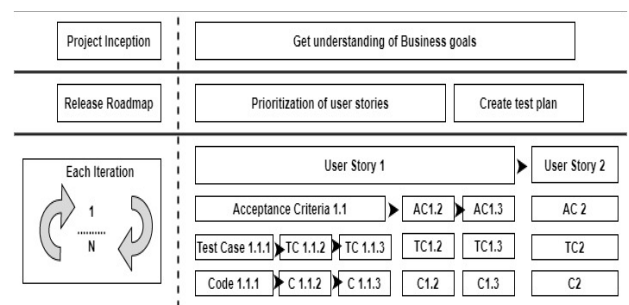 Project Inception
Get understanding of Business goals
Release Roadmap
Prioritization of user stories
Create test plan
Each Iteration
1
..........
N
User Story 1
User Story 2
Acceptance Criteria 1.1
AC1.2
AC1.3
AC 2
Test Case 1.1.1
TC 1.1.2
TC 1.1.3
TC1.2
TC1.3
TC2
Code 1.1.1
C 1.1.2
C 1.1.3
C1.2
C1.3
C2